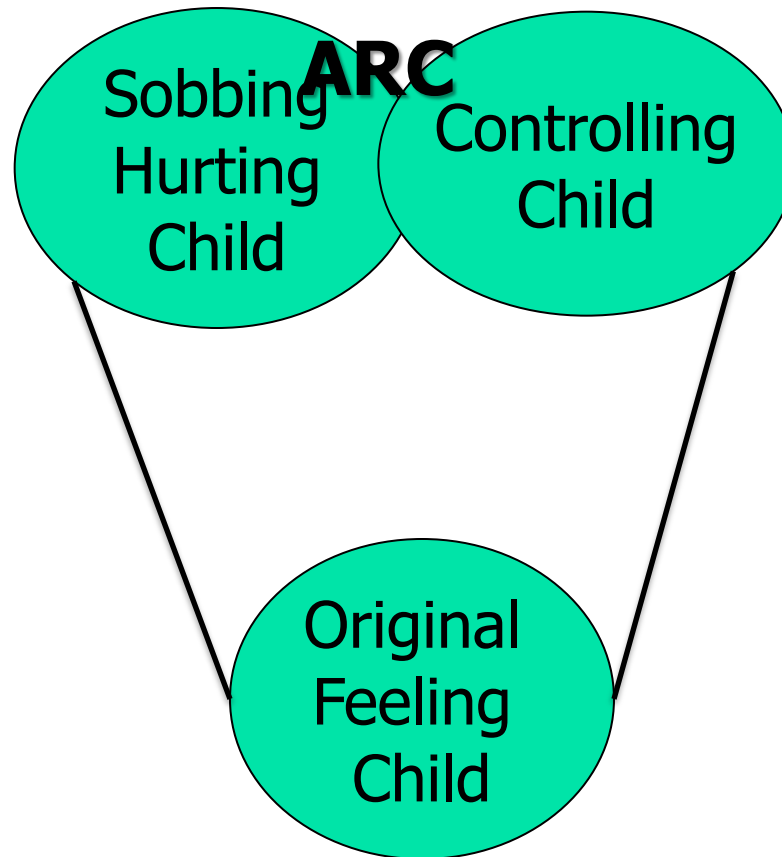 ARC
Sobbing
Hurting
Child
Controlling
Child
Original
Feeling
Child